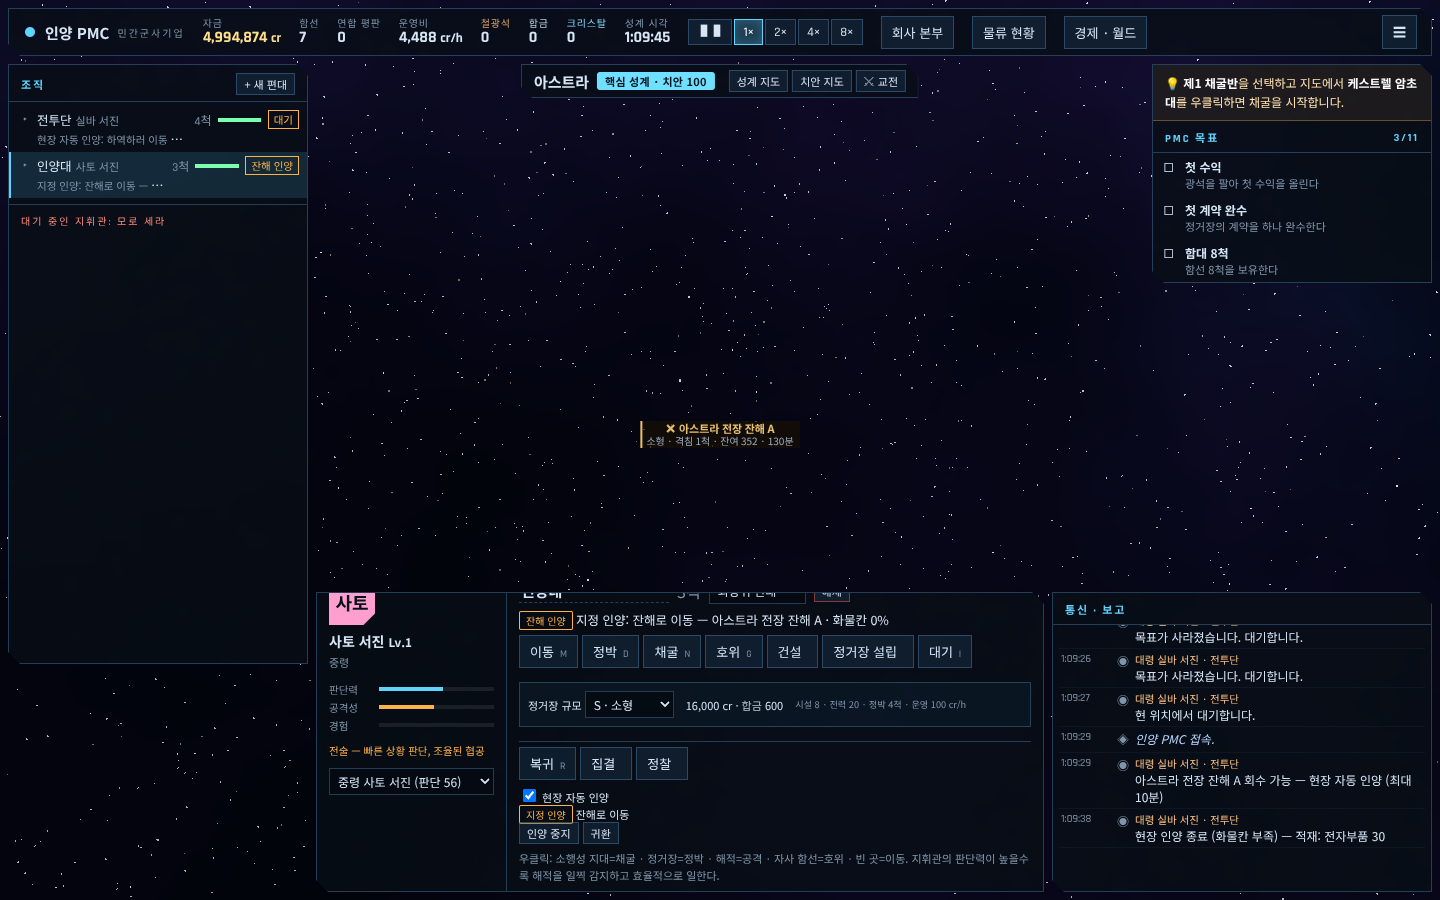 인양 PMC 민간군사기업
자금 4,994,874 cr
함선 7
연합 평판 0
운영비 4,488 cr/h
철광석 0
합금 0
크리스탈 0
성계 시각 1:09:45
1× 2× 4× 8×
회사 본부
물류 현황
경제 · 월드
조직
+ 새 편대
전투단 실바 서진 4척 대기
현장 자동 인양: 하역하러 이동 ···
인양대 사토 서진 3척 잔해 인양
지정 인양: 잔해로 이동 — ···
대기 중인 지휘관: 모로 세라
아스트라 핵심 성계 · 치안 100 성계 지도 치안 지도 ⚔ 교전
💡 제1 채굴반을 선택하고 지도에서 케스트렐 암초
대를 우클릭하면 채굴을 시작합니다.
PMC 목표 3/11
첫 수익
광석을 팔아 첫 수익을 올린다
첫 계약 완수
정거장의 계약을 하나 완수한다
함대 8척
함선 8척을 보유한다
✖ 아스트라 전장 잔해 A
소형 · 격침 1척 · 잔여 352 · 130분
사토
사토 서진 Lv.1
중령
판단력
공격성
경험
전술 — 빠른 상황 판단, 조율된 협공
중령 사토 서진 (판단 56)
잔해 인양 지정 인양: 잔해로 이동 — 아스트라 전장 잔해 A · 화물칸 0%
이동 M 정박 D 채굴 N 호위 G 건설 정거장 설립 대기 I
정거장 규모 S · 소형 16,000 cr · 합금 600 시설 8 · 전력 20 · 정박 4척 · 운영 100 cr/h
복귀 R 집결 정찰
현장 자동 인양
지정 인양 잔해로 이동
인양 중지 귀환
우클릭: 소행성 지대=채굴 · 정거장=정박 · 해적=공격 · 자사 함선=호위 · 빈 곳=이동. 지휘관의 판단력이 높을수
록 해적을 일찍 감지하고 효율적으로 일한다.
통신 · 보고
목표가 사라졌습니다. 대기합니다.
1:09:26 대령 실바 서진 · 전투단
목표가 사라졌습니다. 대기합니다.
1:09:27 대령 실바 서진 · 전투단
현 위치에서 대기합니다.
1:09:29 인양 PMC 접속.
1:09:29 대령 실바 서진 · 전투단
아스트라 전장 잔해 A 회수 가능 — 현장 자동 인양 (최대
10분)
1:09:38 대령 실바 서진 · 전투단
현장 인양 종료 (화물칸 부족) — 적재: 전자부품 30